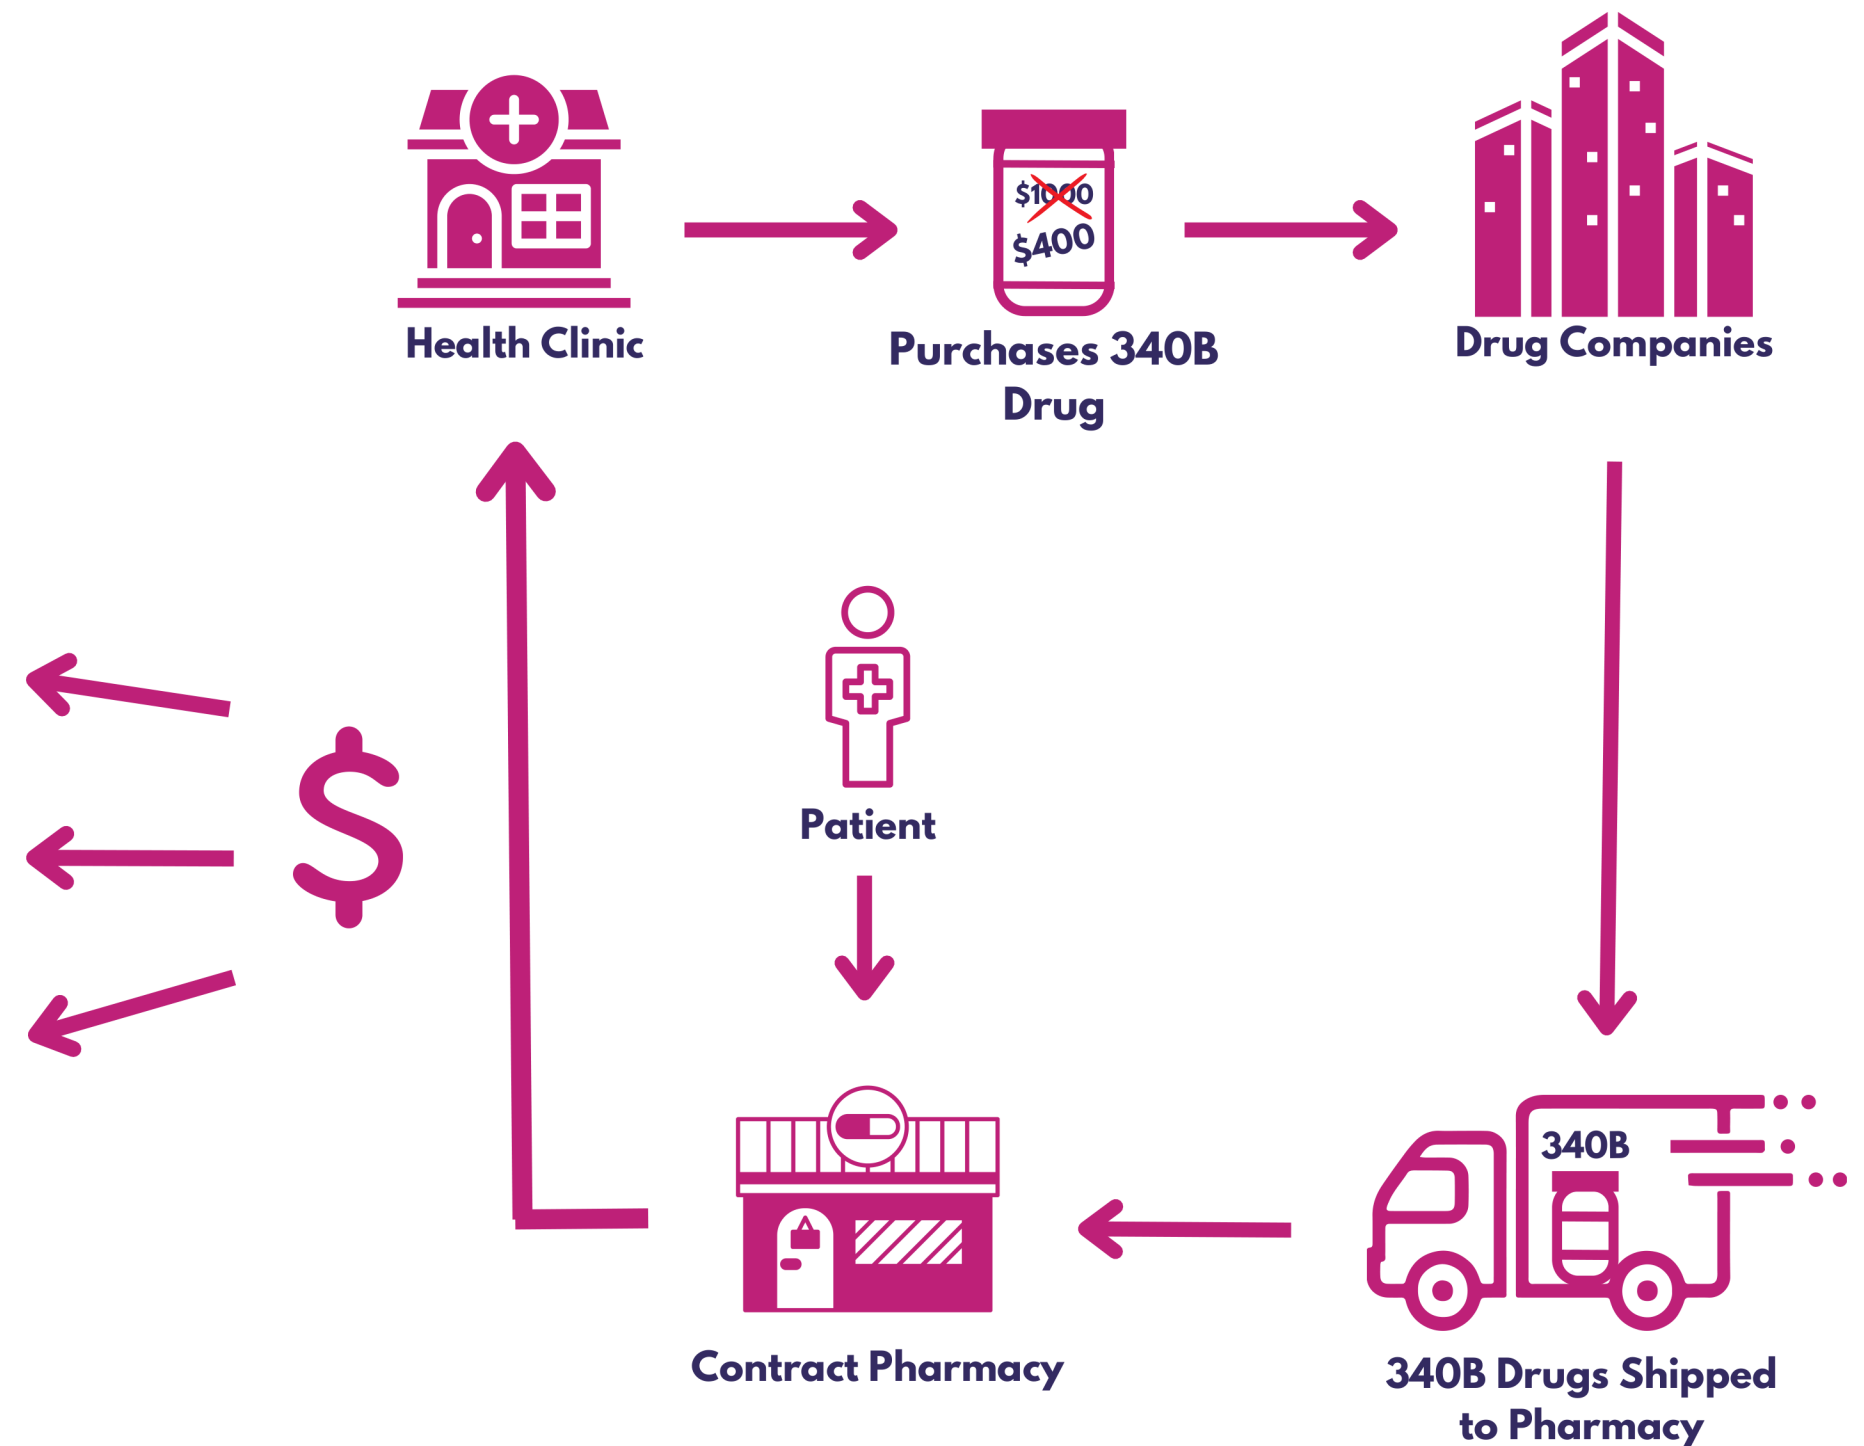 $1000
$400
Health Clinic
Purchases 340B
Drug
Drug Companies
Patient
340B
Contract Pharmacy
340B Drugs Shipped
to Pharmacy
$